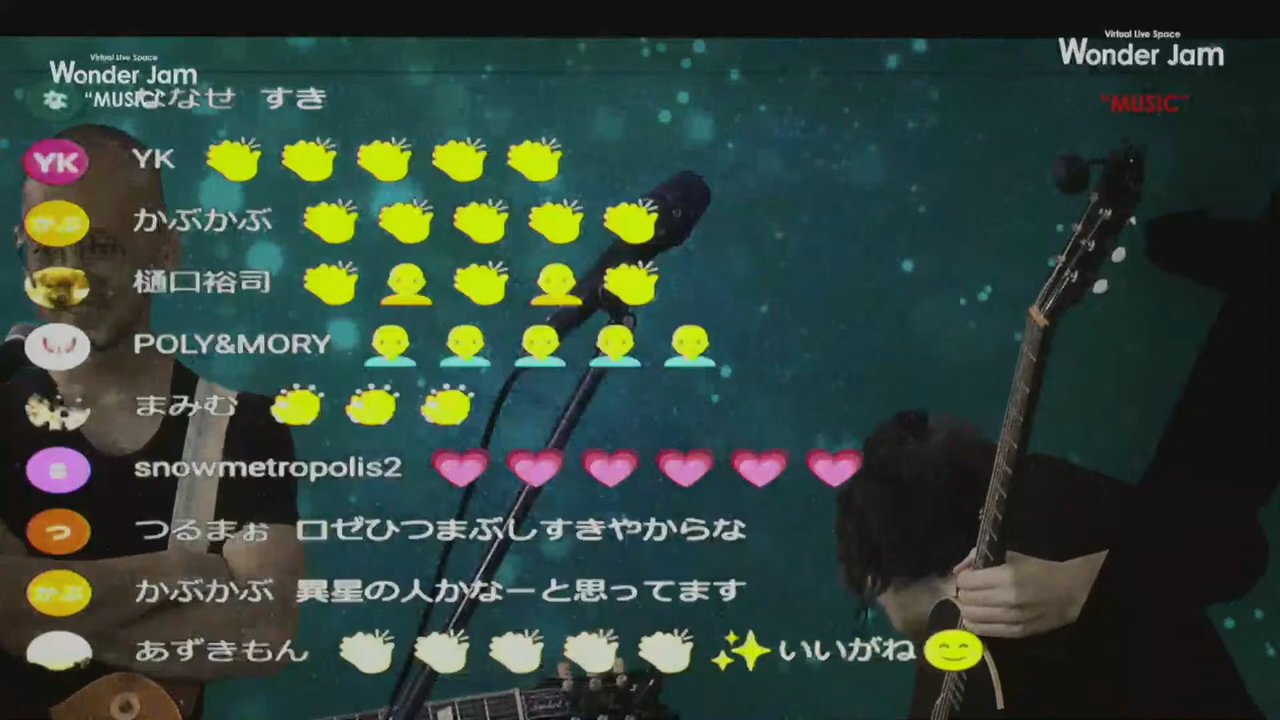 Virtual Live Space
Wonder Jam
"MUSIC"
Virtual Live Space
Wonder Jam
"MUSIC"
な ななせ すき
YK YK 👏👏👏👏👏
かぶ かぶかぶ 👏👏👏👏👏
樋口裕司
POLY&MORY
まみむ
snowmetropolis2 💗💗💗💗💗💗
つ つるまぉ ロゼひつまぶしすきやからな
かぶ かぶかぶ 異星の人かなーと思ってます
あずきもん 👏👏👏👏👏✨いいがね😊